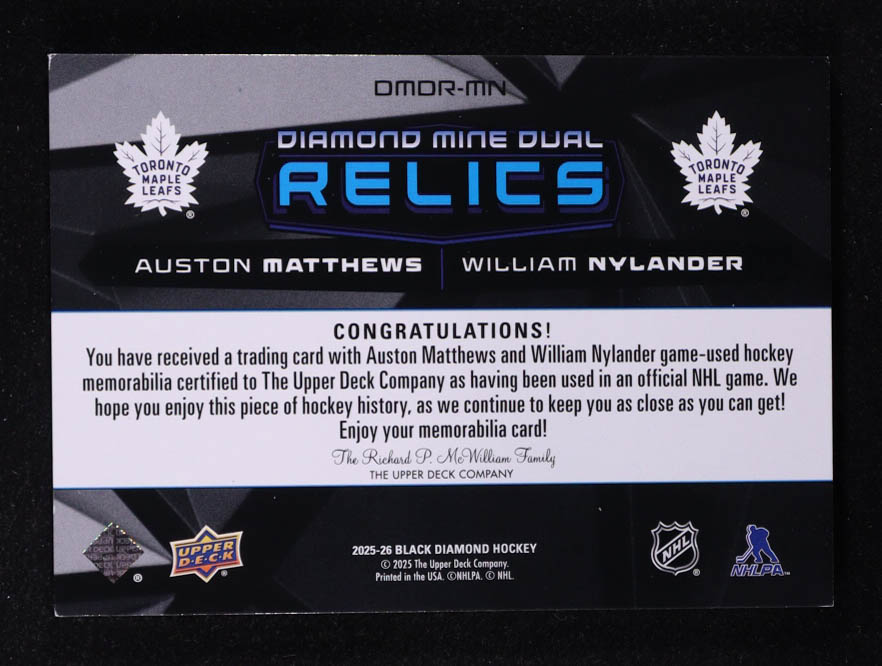 DMDR-MN
DIAMOND MINE DUAL
RELICS
TORONTO
MAPLE
LEAFS
®
TORONTO
MAPLE
LEAFS
®
AUSTON MATTHEWS
WILLIAM NYLANDER
CONGRATULATIONS!
You have received a trading card with Auston Matthews and William Nylander game-used hockey
memorabilia certified to The Upper Deck Company as having been used in an official NHL game. We
hope you enjoy this piece of hockey history, as we continue to keep you as close as you can get!
Enjoy your memorabilia card!
The Richard P. McWilliam Family
THE UPPER DECK COMPANY
®
UPPER
D·E·C·K
®
2025-26 BLACK DIAMOND HOCKEY
© 2025 The Upper Deck Company.
Printed in the USA. ©NHLPA. © NHL.
NHL
®
NHLPA™